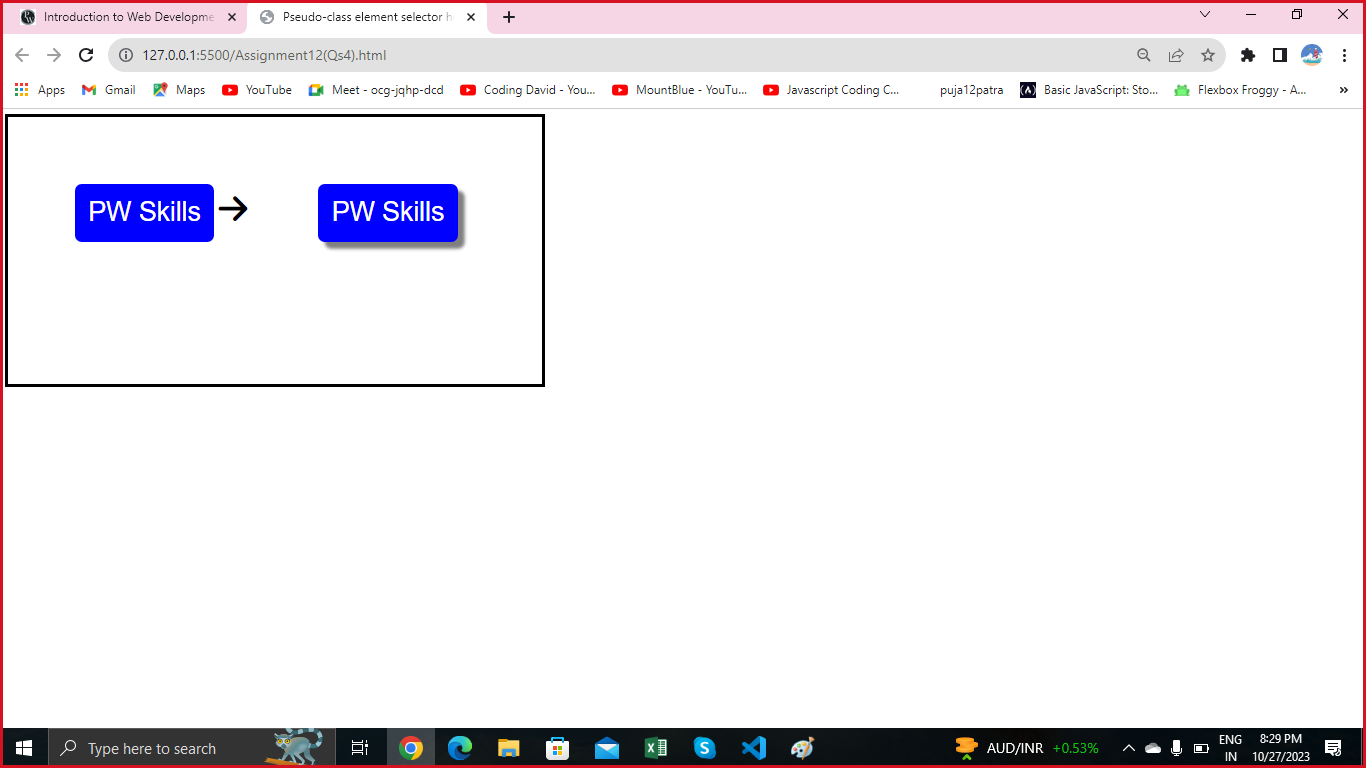 Introduction to Web Developme
Pseudo-class element selector h
127.0.0.1:5500/Assignment12(Qs4).html
Apps
Gmail
Maps
YouTube
Meet - ocg-jqhp-dcd
Coding David - You...
MountBlue - YouTu...
Javascript Coding C...
puja12patra
Basic JavaScript: Sto...
Flexbox Froggy - A...
»
PW Skills
PW Skills
Type here to search
AUD/INR +0.53%
ENG
IN
8:29 PM
10/27/2023